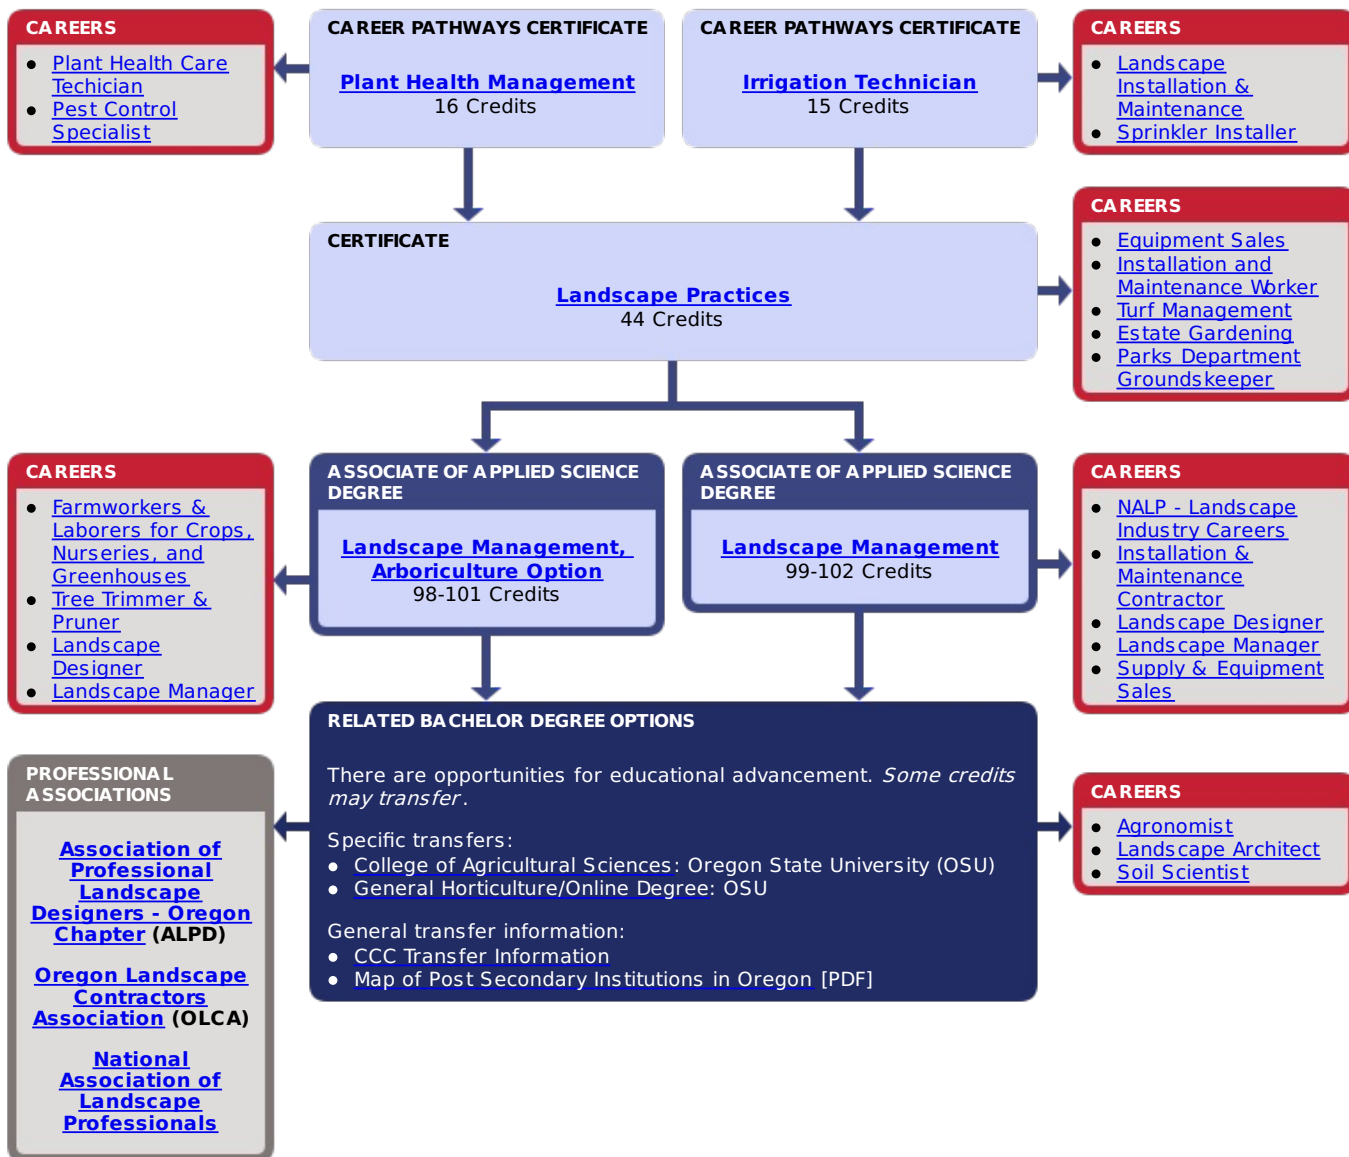 CAREERS
● Plant Health Care
Techician
● Pest Control
Specialist
CAREER PATHWAYS CERTIFICATE
Plant Health Management
16 Credits
CAREER PATHWAYS CERTIFICATE
Irrigation Technician
15 Credits
CAREERS
● Landscape
Installation &
Maintenance
● Sprinkler Installer
CERTIFICATE
Landscape Practices
44 Credits
CAREERS
● Equipment Sales
● Installation and
Maintenance Worker
● Turf Management
● Estate Gardening
● Parks Department
Groundskeeper
CAREERS
● Farmworkers &
Laborers for Crops,
Nurseries, and
Greenhouses
● Tree Trimmer &
Pruner
● Landscape
Designer
● Landscape Manager
ASSOCIATE OF APPLIED SCIENCE
DEGREE
Landscape Management,
Arboriculture Option
98-101 Credits
ASSOCIATE OF APPLIED SCIENCE
DEGREE
Landscape Management
99-102 Credits
CAREERS
● NALP - Landscape
Industry Careers
● Installation &
Maintenance
Contractor
● Landscape Designer
● Landscape Manager
● Supply & Equipment
Sales
PROFESSIONAL
ASSOCIATIONS
Association of
Professional
Landscape
Designers - Oregon
Chapter (ALPD)
Oregon Landscape
Contractors
Association (OLCA)
National
Association of
Landscape
Professionals
RELATED BACHELOR DEGREE OPTIONS
There are opportunities for educational advancement. Some credits
may transfer.
Specific transfers:
● College of Agricultural Sciences: Oregon State University (OSU)
● General Horticulture/Online Degree: OSU
General transfer information:
● CCC Transfer Information
● Map of Post Secondary Institutions in Oregon [PDF]
CAREERS
● Agronomist
● Landscape Architect
● Soil Scientist